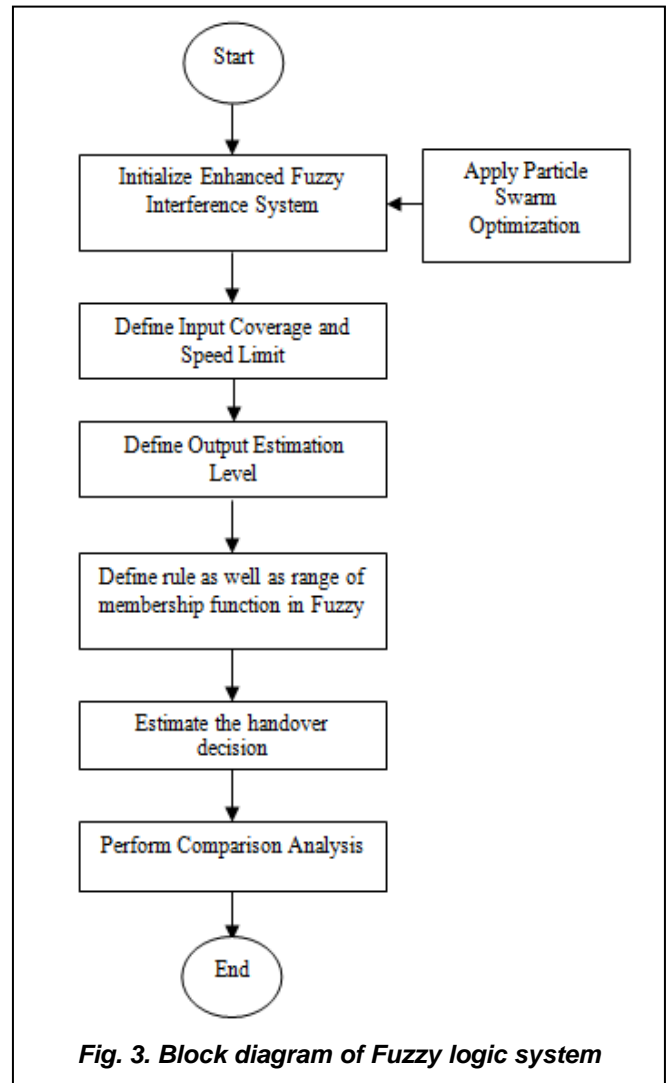 Start
Initialize Enhanced Fuzzy
Interference System
Apply Particle
Swarm
Optimization
Define Input Coverage and
Speed Limit
Define Output Estimation
Level
Define rule as well as range of
membership function in Fuzzy
Estimate the handover
decision
Perform Comparison Analysis
End
Fig. 3. Block diagram of Fuzzy logic system